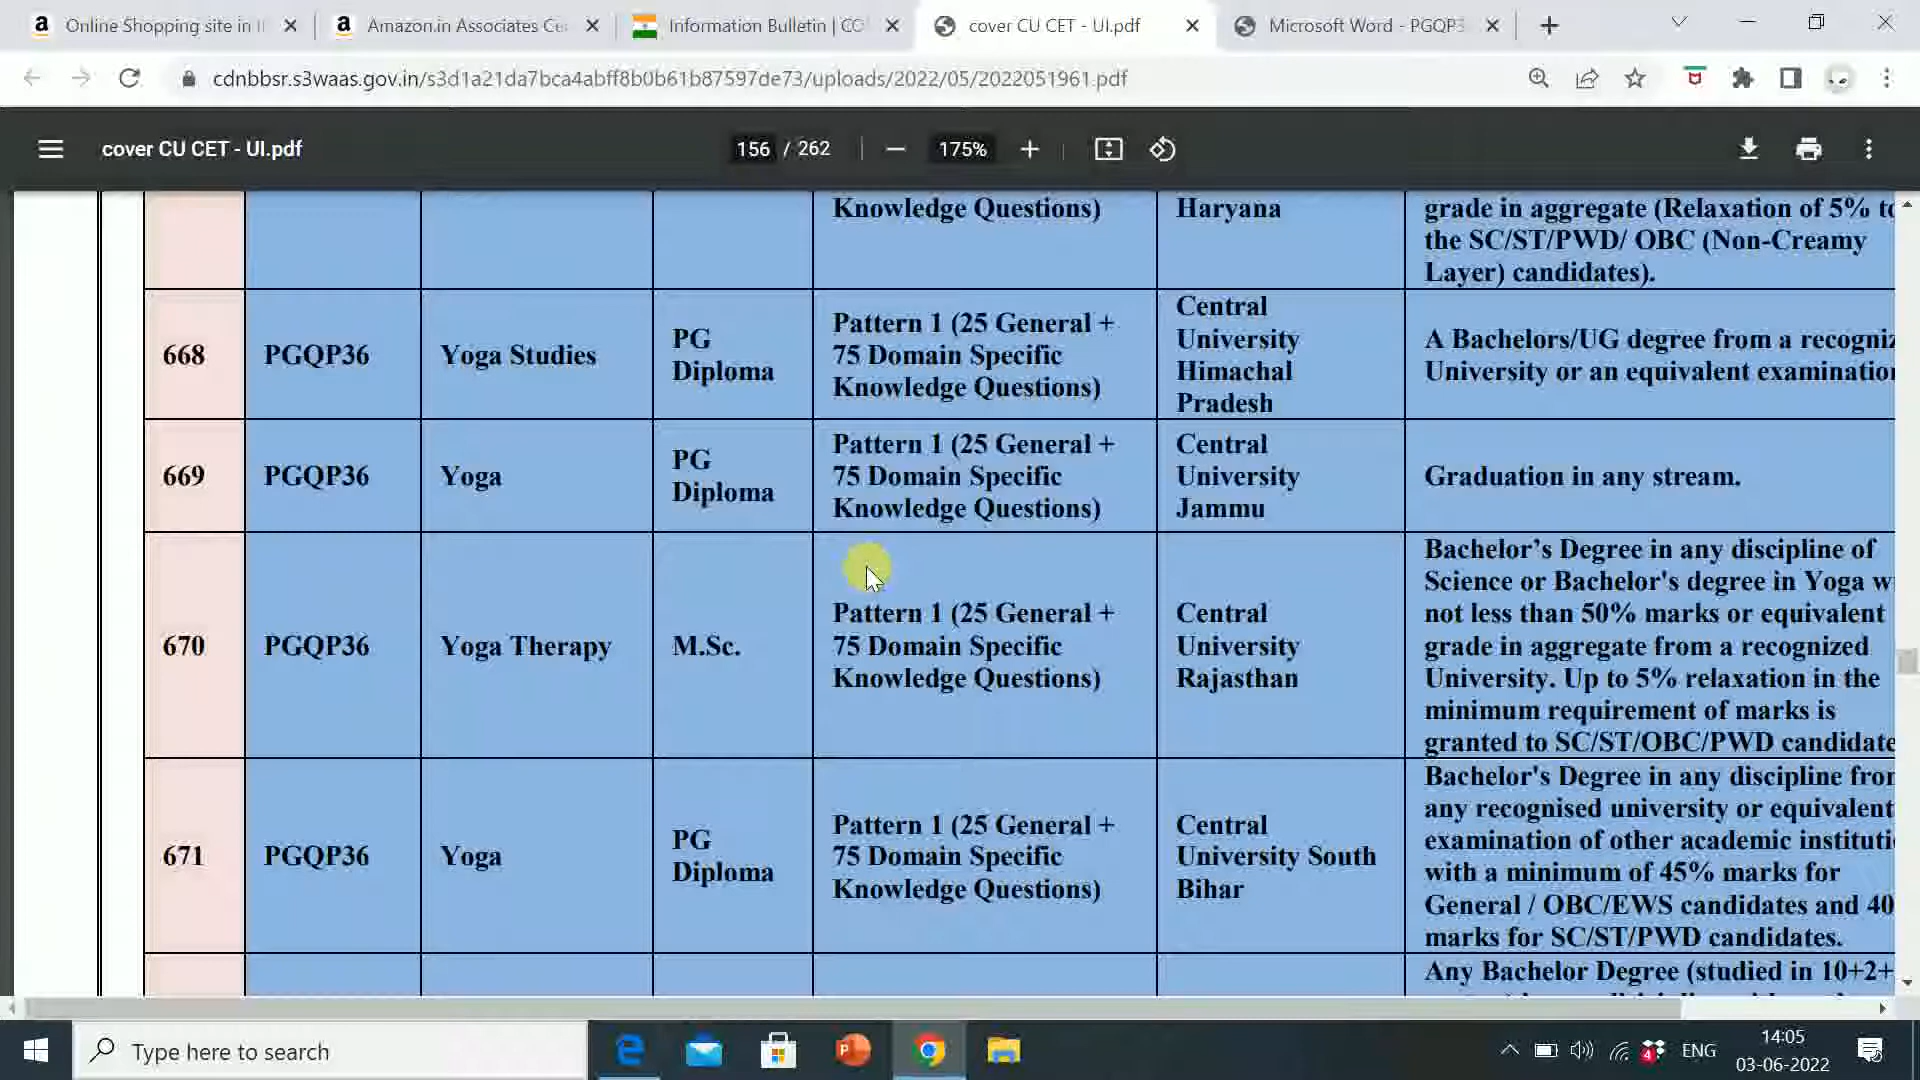 Online Shopping site in I
Amazon.in Associates Ce
Information Bulletin | CO
cover CU CET - UI.pdf
Microsoft Word - PGQP3
cdnbbsr.s3waas.gov.in/s3d1a21da7bca4abff8b0b61b87597de73/uploads/2022/05/2022051961.pdf
cover CU CET - UI.pdf
156 / 262
175%
Knowledge Questions)
Haryana
grade in aggregate (Relaxation of 5% to
the SC/ST/PWD/ OBC (Non-Creamy
Layer) candidates).
668
PGQP36
Yoga Studies
PG
Diploma
Pattern 1 (25 General +
75 Domain Specific
Knowledge Questions)
Central
University
Himachal
Pradesh
A Bachelors/UG degree from a recogniz
University or an equivalent examination
669
PGQP36
Yoga
PG
Diploma
Pattern 1 (25 General +
75 Domain Specific
Knowledge Questions)
Central
University
Jammu
Graduation in any stream.
670
PGQP36
Yoga Therapy
M.Sc.
Pattern 1 (25 General +
75 Domain Specific
Knowledge Questions)
Central
University
Rajasthan
Bachelor’s Degree in any discipline of
Science or Bachelor's degree in Yoga w
not less than 50% marks or equivalent
grade in aggregate from a recognized
University. Up to 5% relaxation in the
minimum requirement of marks is
granted to SC/ST/OBC/PWD candidate
671
PGQP36
Yoga
PG
Diploma
Pattern 1 (25 General +
75 Domain Specific
Knowledge Questions)
Central
University South
Bihar
Bachelor's Degree in any discipline from
any recognised university or equivalent
examination of other academic instituti
with a minimum of 45% marks for
General / OBC/EWS candidates and 40
marks for SC/ST/PWD candidates.
Any Bachelor Degree (studied in 10+2+
Type here to search
4
ENG
14:05
03-06-2022